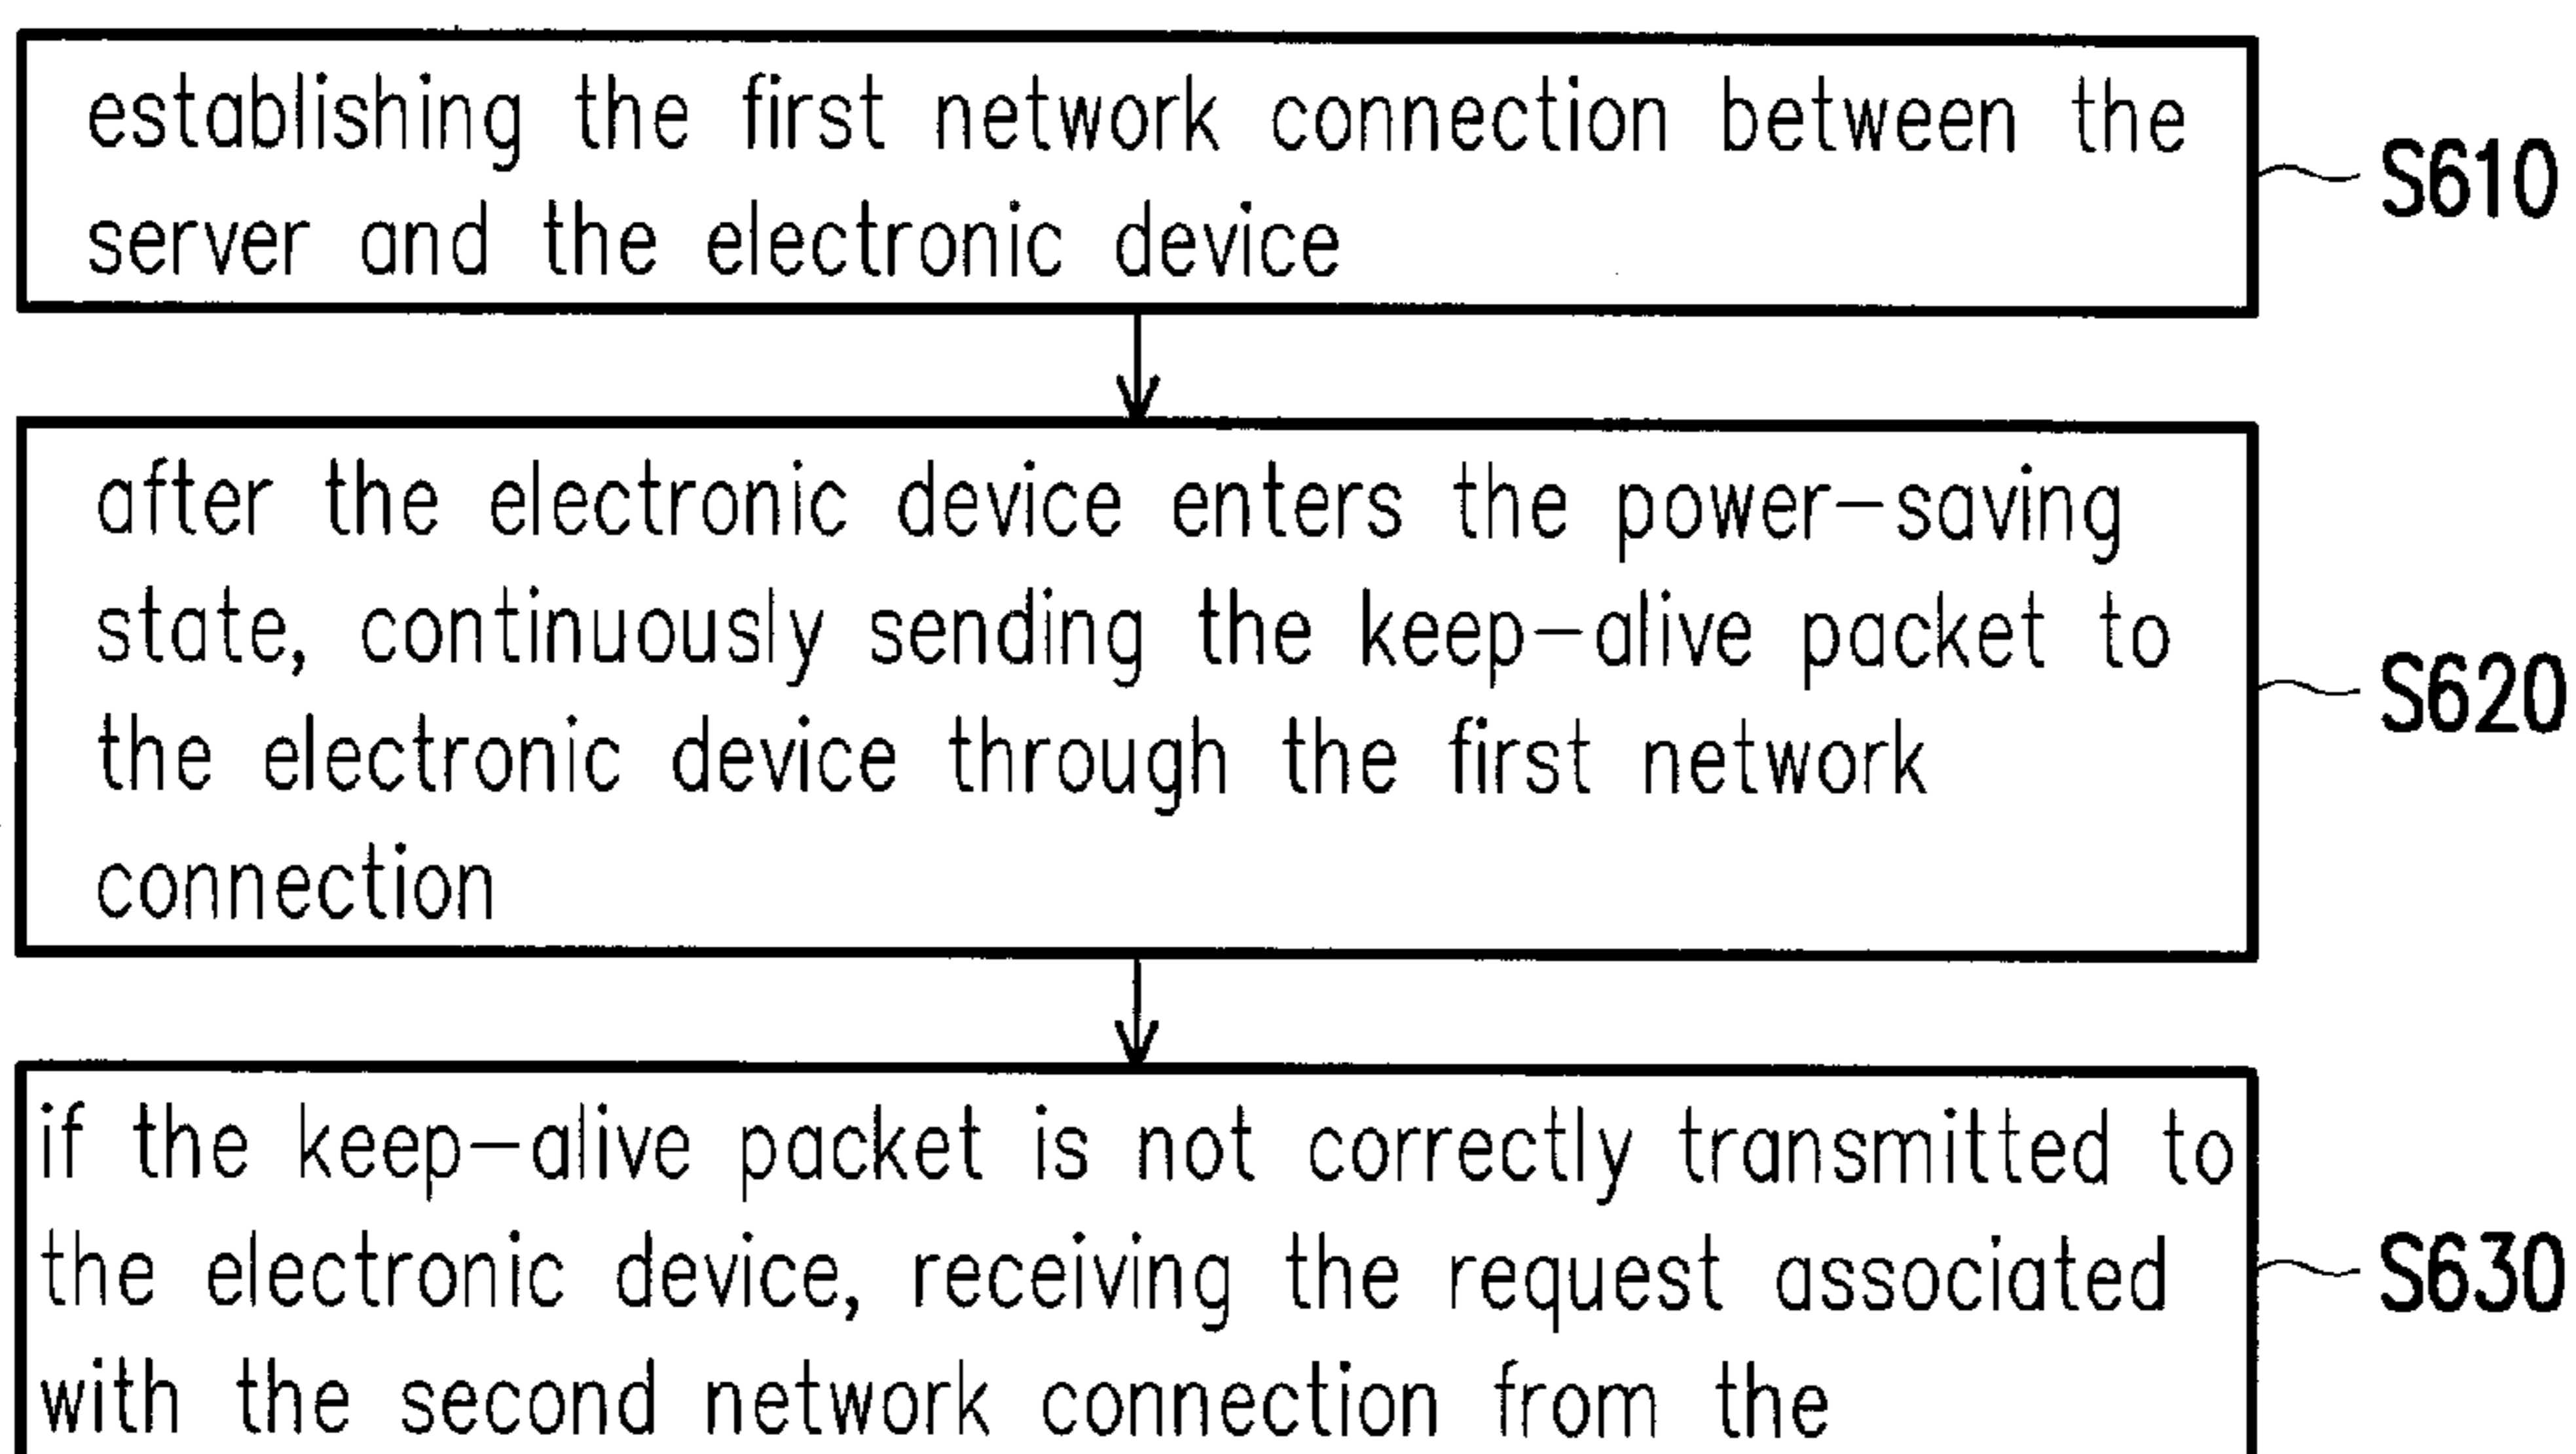 establishing the first network connection between the
server and the electronic device
S610
after the electronic device enters the power-saving
state, continuously sending the keep-alive packet to
the electronic device through the first network
connection
S620
if the keep-alive packet is not correctly transmitted to
the electronic device, receiving the request associated
with the second network connection from the
S630